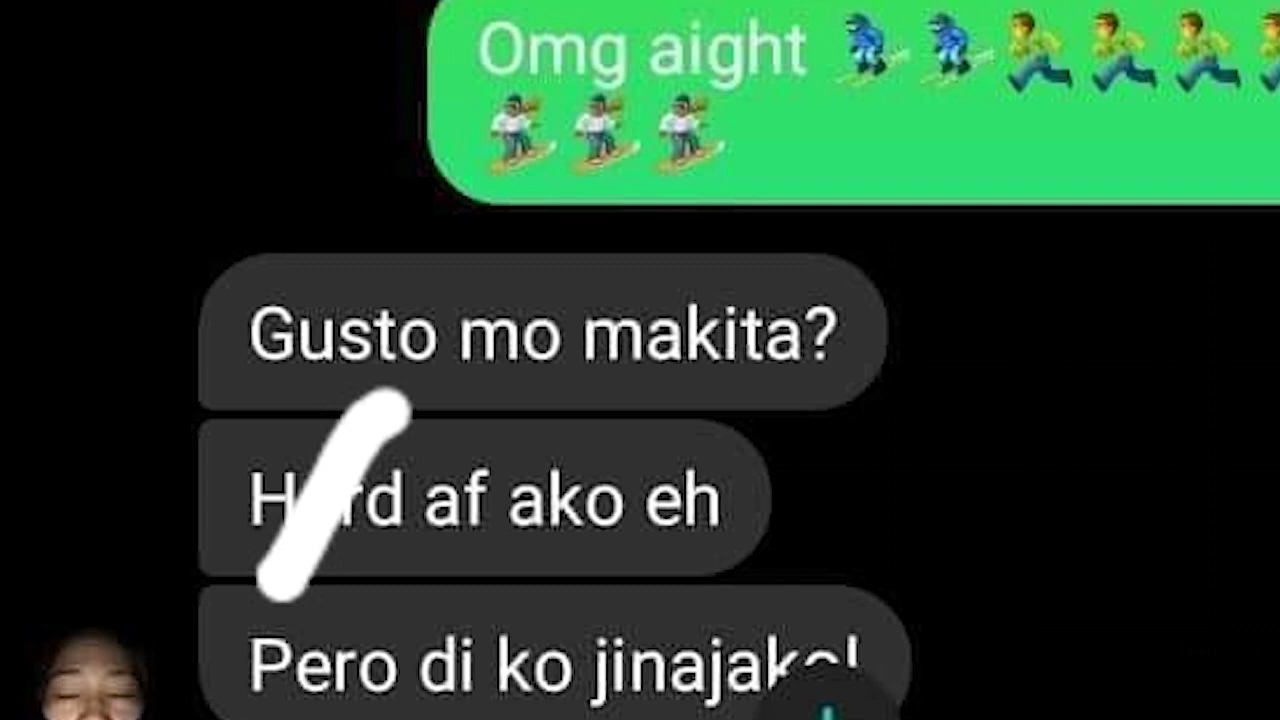 Omg aight ⛷️⛷️🏃🏃🏃🏃
🏂🏂🏂
Gusto mo makita?
af ako eh
Pero di ko